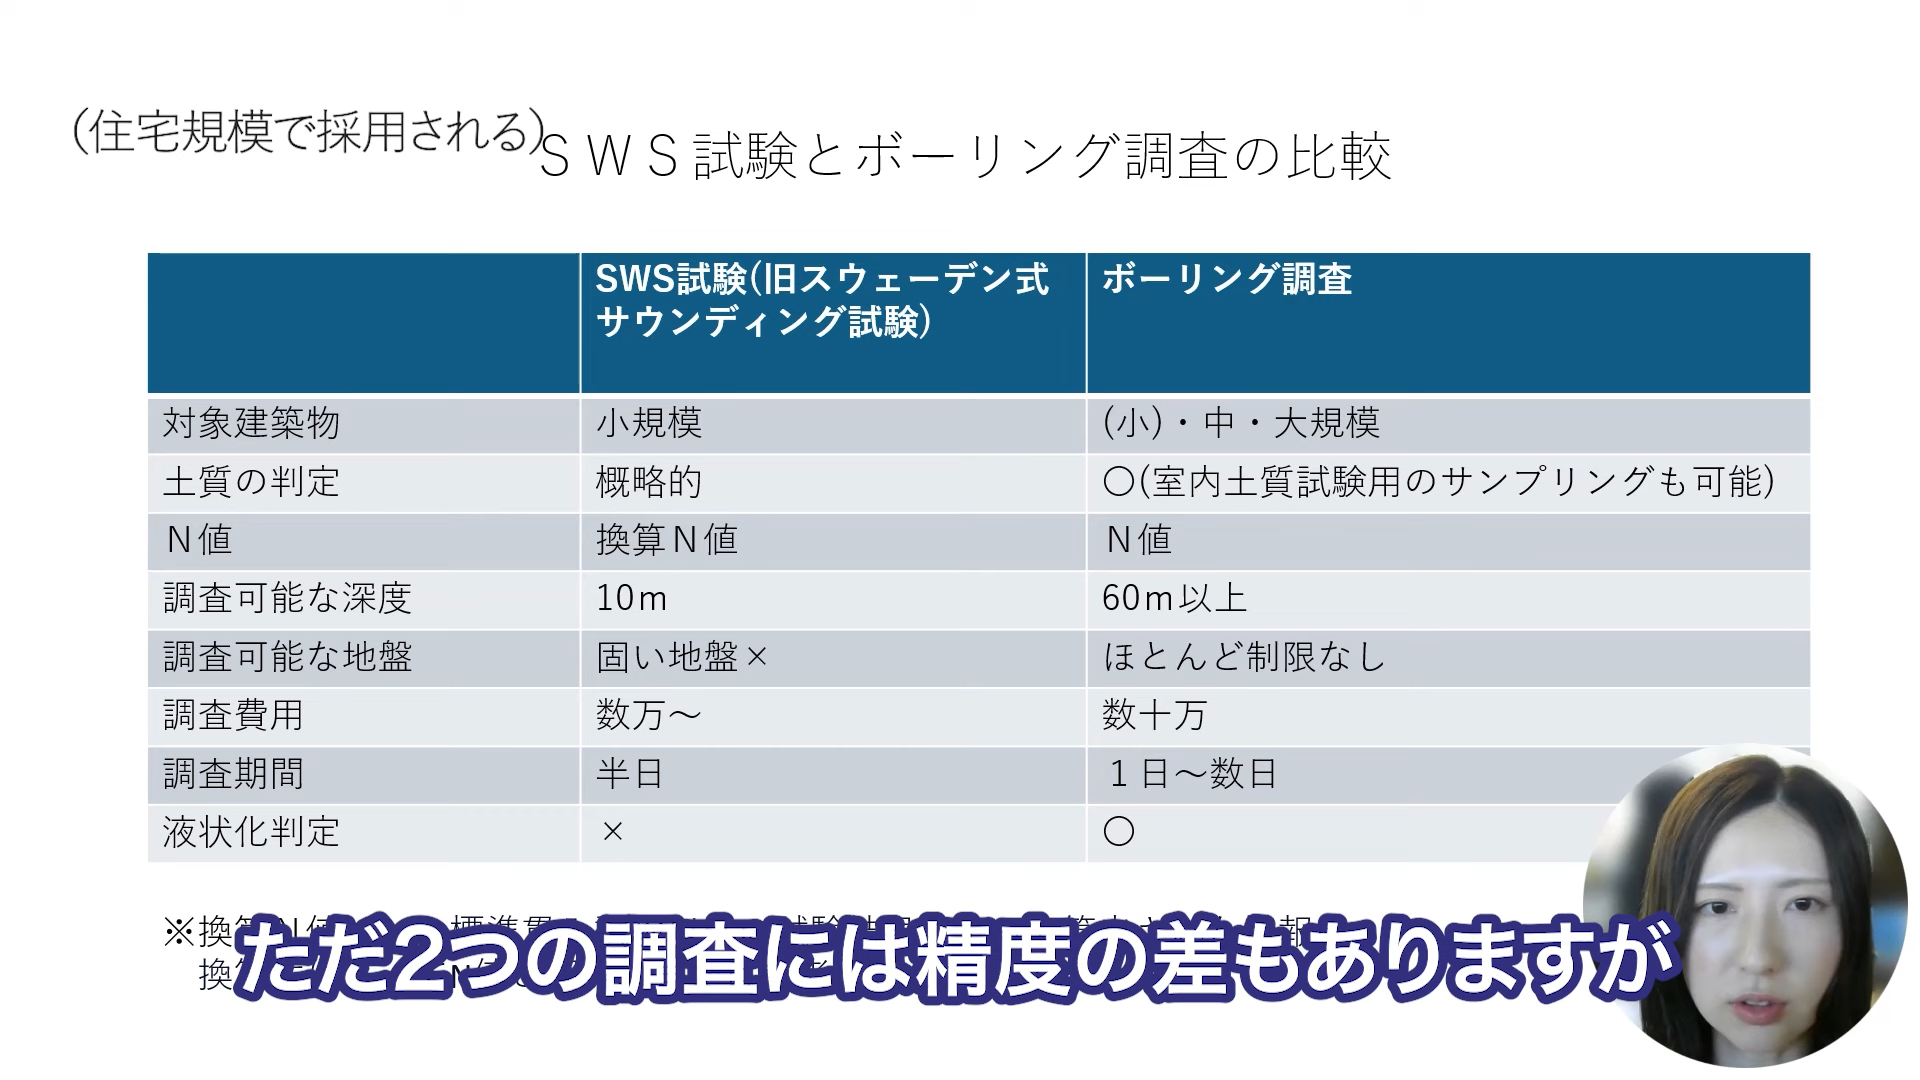 (住宅規模で採用される)
ＳＷＳ試験とボーリング調査の比較
SWS試験(旧スウェーデン式サウンディング試験) ボーリング調査
対象建築物 小規模 (小)・中・大規模
土質の判定 概略的 〇(室内土質試験用のサンプリングも可能)
Ｎ値 換算Ｎ値 Ｎ値
調査可能な深度 10ｍ 60ｍ以上
調査可能な地盤 固い地盤× ほとんど制限なし
調査費用 数万～ 数十万
調査期間 半日 １日～数日
液状化判定 × 〇
※換算
ただ2つの調査には精度の差もありますが